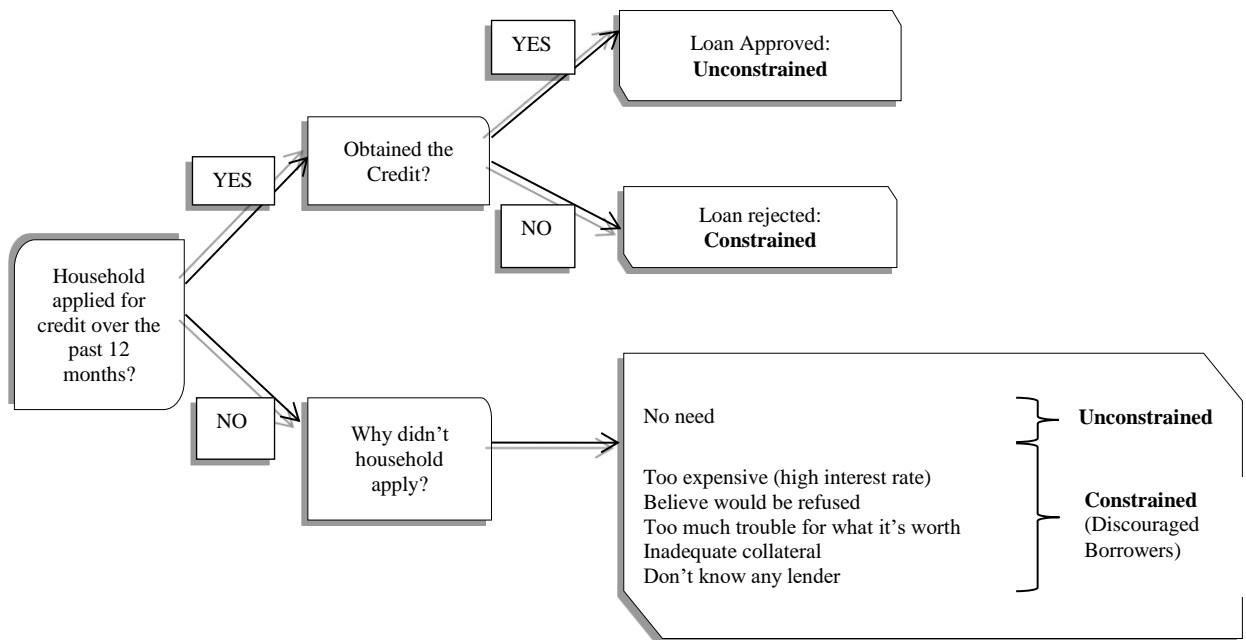 Household
applied for
credit over the
past 12
months?
YES
Obtained the
Credit?
YES
Loan Approved:
Unconstrained
NO
Loan rejected:
Constrained
NO
Why didn’t
household
apply?
No need
Unconstrained
Too expensive (high interest rate)
Believe would be refused
Too much trouble for what it’s worth
Inadequate collateral
Don’t know any lender
Constrained
(Discouraged
Borrowers)